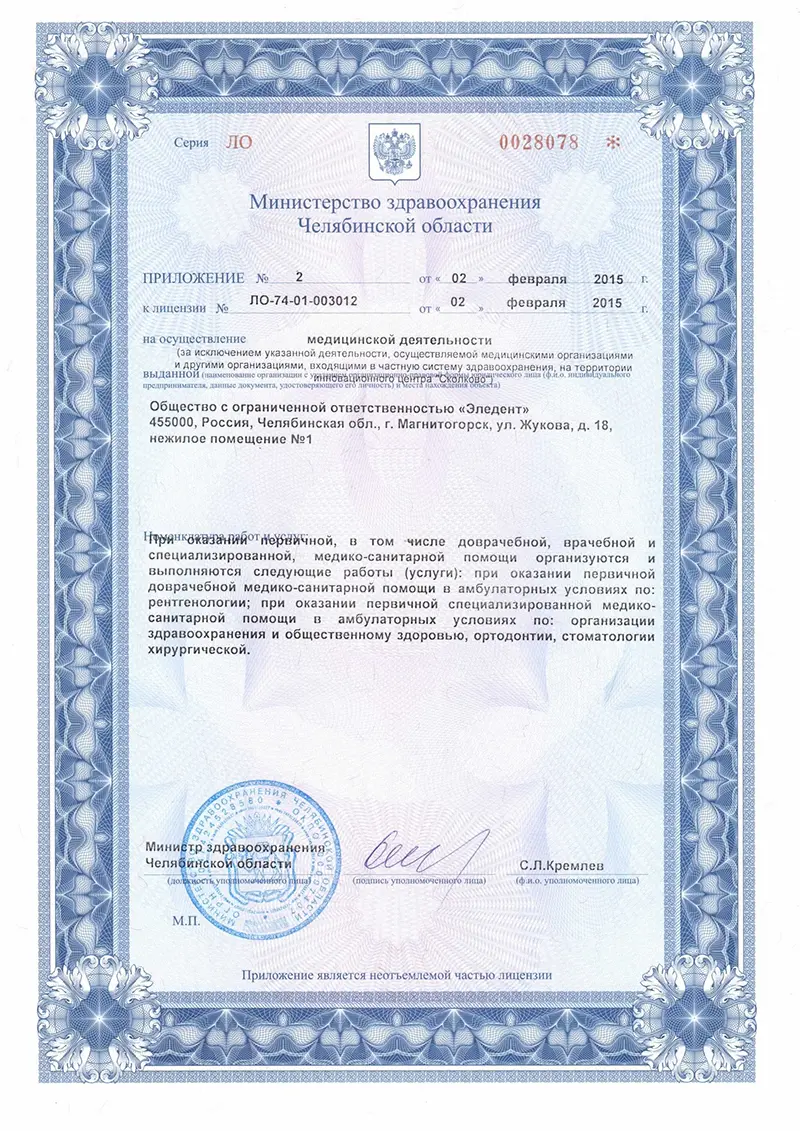 Серия ЛО 0028078 *
Министерство здравоохранения
Челябинской области
ПРИЛОЖЕНИЕ № 2 от « 02 » февраля 2015 г.
к лицензии № ЛО-74-01-003012 от « 02 » февраля 2015 г.
на осуществление медицинской деятельности
(за исключением указанной деятельности, осуществляемой медицинскими организациями
и другими организациями, входящими в частную систему здравоохранения, на территории
инновационного центра "Сколково")
выданной (наименование организации с указанием организационно-правовой формы юридического лица (ф.и.о. индивидуального
предпринимателя, данные документа, удостоверяющего его личность) и места нахождения объекта)
Общество с ограниченной ответственностью «Эледент»
455000, Россия, Челябинская обл., г. Магнитогорск, ул. Жукова, д. 18,
нежилое помещение №1
Номенклатура работ и услуг:
При оказании первичной, в том числе доврачебной, врачебной и
специализированной, медико-санитарной помощи организуются и
выполняются следующие работы (услуги): при оказании первичной
доврачебной медико-санитарной помощи в амбулаторных условиях по:
рентгенологии; при оказании первичной специализированной медико-
санитарной помощи в амбулаторных условиях по: организации
здравоохранения и общественному здоровью, ортодонтии, стоматологии
хирургической.
Министр здравоохранения
Челябинской области
С.Л.Кремлев
(должность уполномоченного лица) (подпись уполномоченного лица) (ф.и.о. уполномоченного лица)
М.П.
МИНИСТЕРСТВО ЗДРАВООХРАНЕНИЯ ЧЕЛЯБИНСКОЙ ОБЛАСТИ
Приложение является неотъемлемой частью лицензии